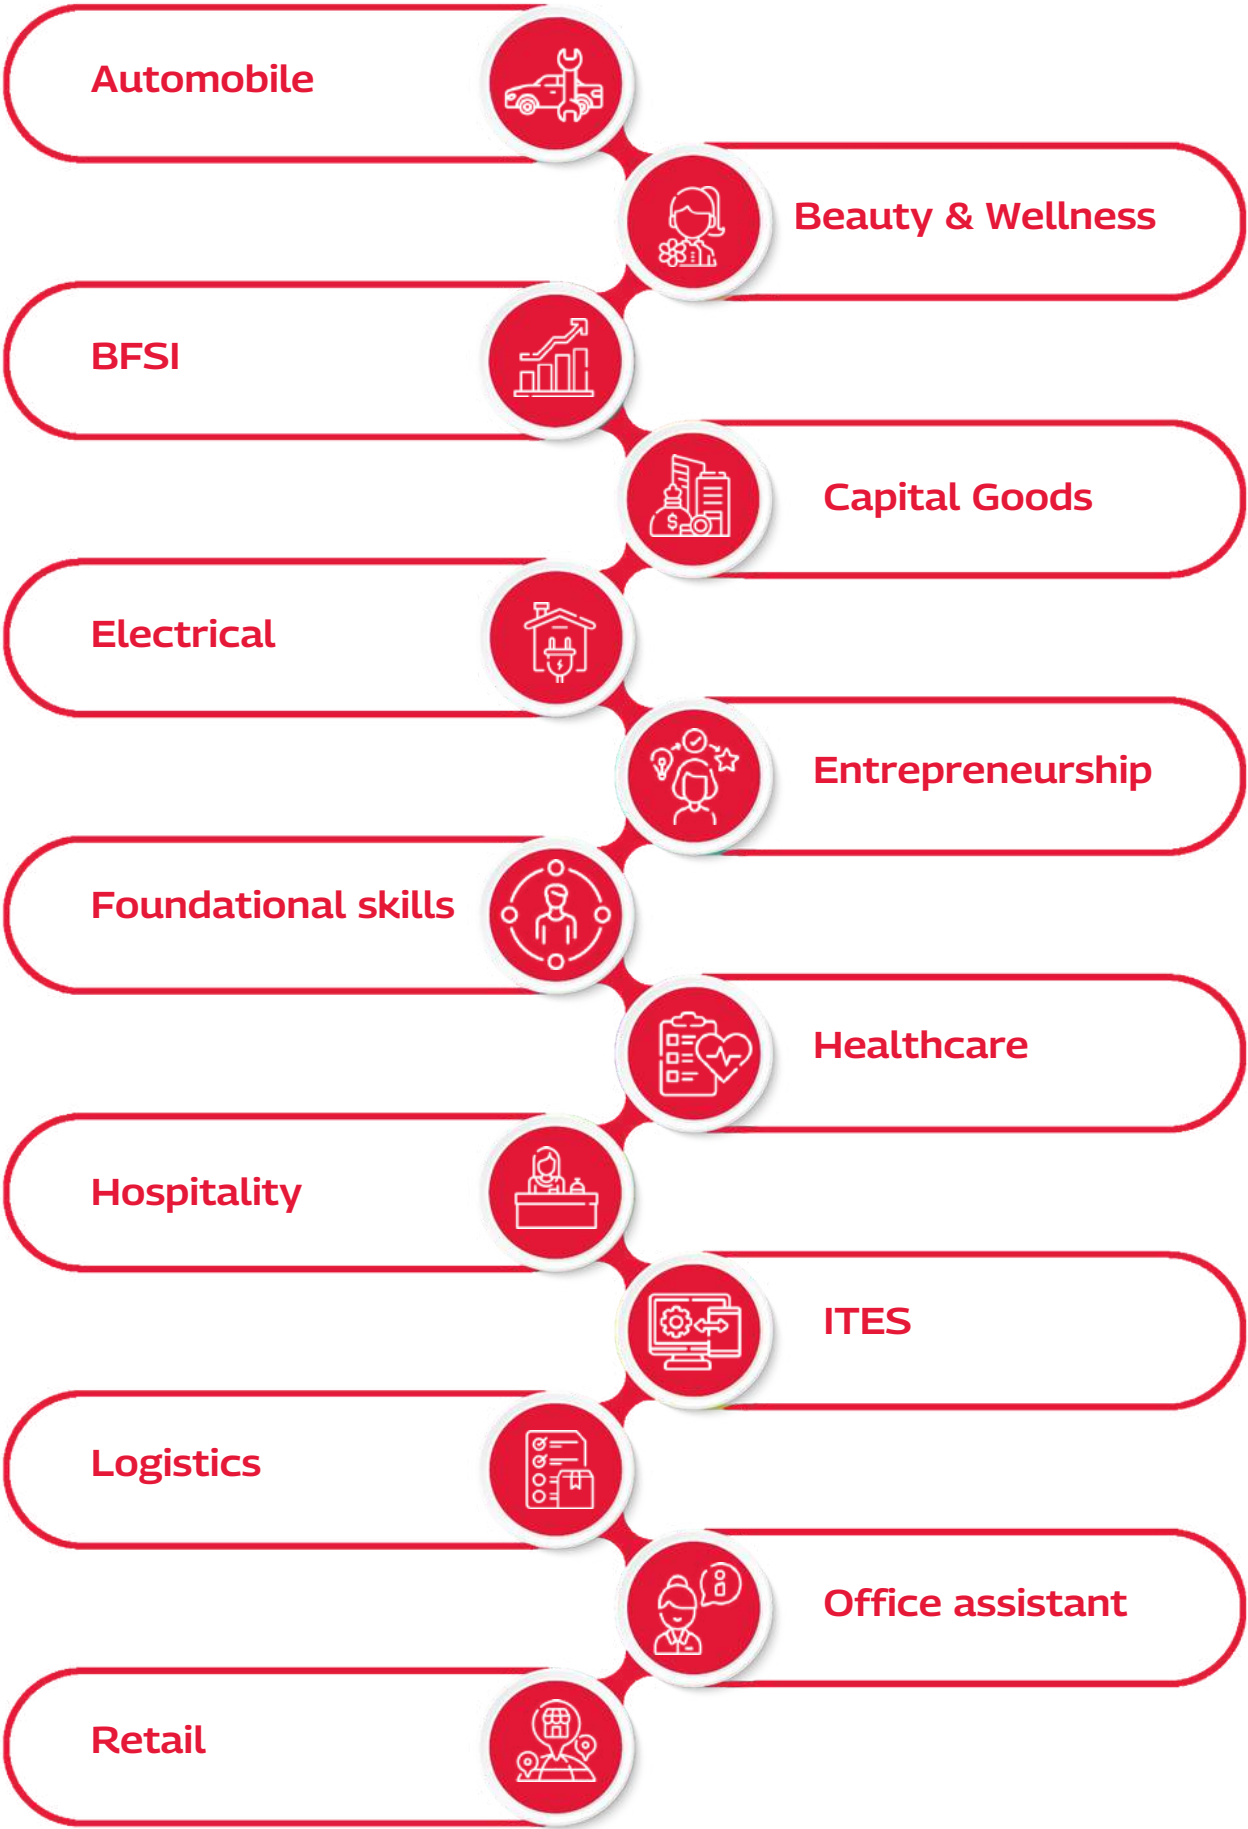 Automobile
Beauty & Wellness
BFSI
Capital Goods
Electrical
Entrepreneurship
Foundational skills
Healthcare
Hospitality
ITES
Logistics
Office assistant
Retail